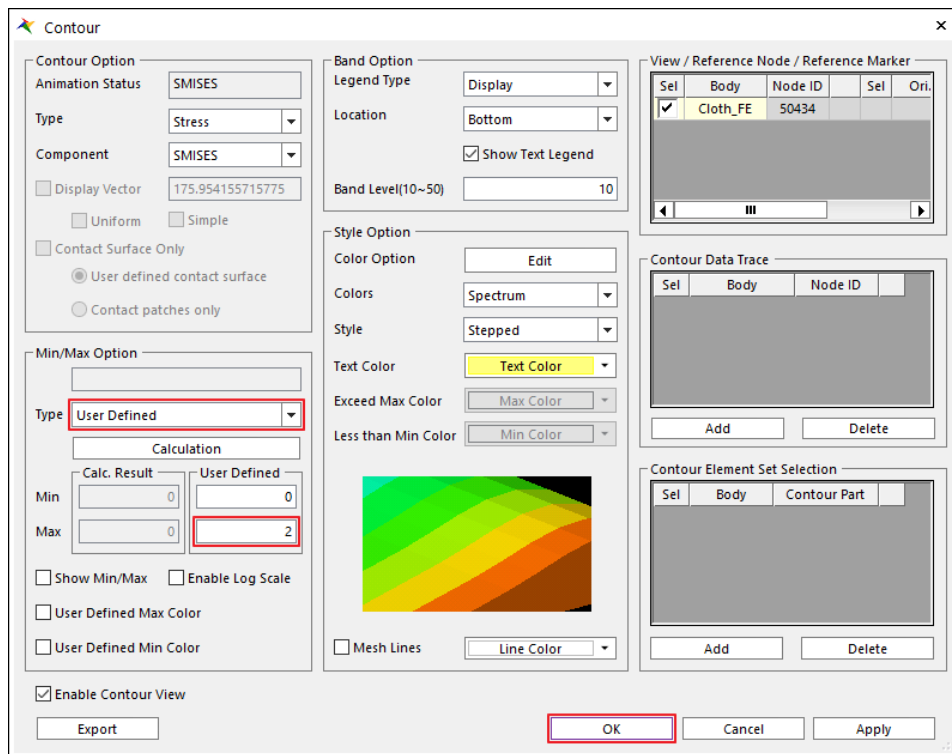 Contour
Contour Option
Animation Status SMISES
Type Stress
Component SMISES
Display Vector 175.954155715775
Uniform Simple
Contact Surface Only
User defined contact surface
Contact patches only
Min/Max Option
Type User Defined
Calculation
Calc. Result User Defined
Min 0 0
Max 0 2
Show Min/Max Enable Log Scale
User Defined Max Color
User Defined Min Color
Enable Contour View
Export
Band Option
Legend Type Display
Location Bottom
Show Text Legend
Band Level(10~50) 10
Style Option
Color Option Edit
Colors Spectrum
Style Stepped
Text Color Text Color
Exceed Max Color Max Color
Less than Min Color Min Color
Mesh Lines Line Color
View / Reference Node / Reference Marker
Sel Body Node ID Sel Ori.
Cloth_FE 50434
Contour Data Trace
Sel Body Node ID
Add Delete
Contour Element Set Selection
Sel Body Contour Part
Add Delete
OK Cancel Apply